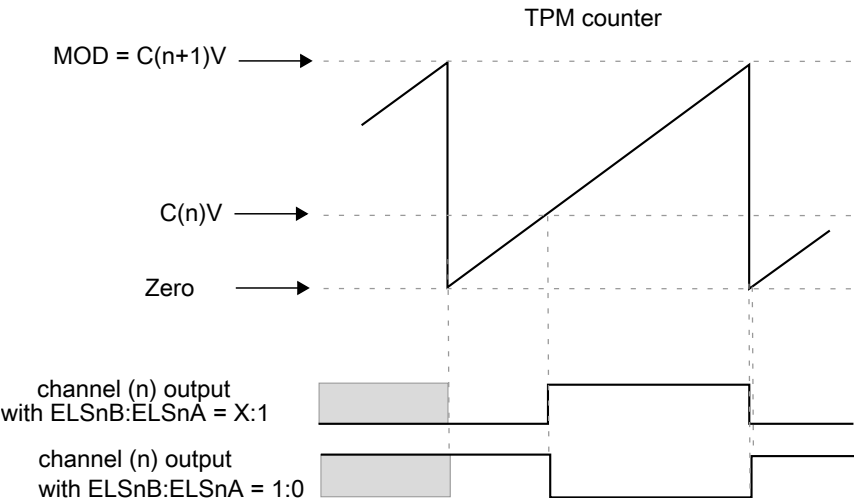 TPM counter
MOD = C(n+1)V
C(n)V
Zero
channel (n) output
with ELSnB:ELSnA = X:1
channel (n) output
with ELSnB:ELSnA = 1:0